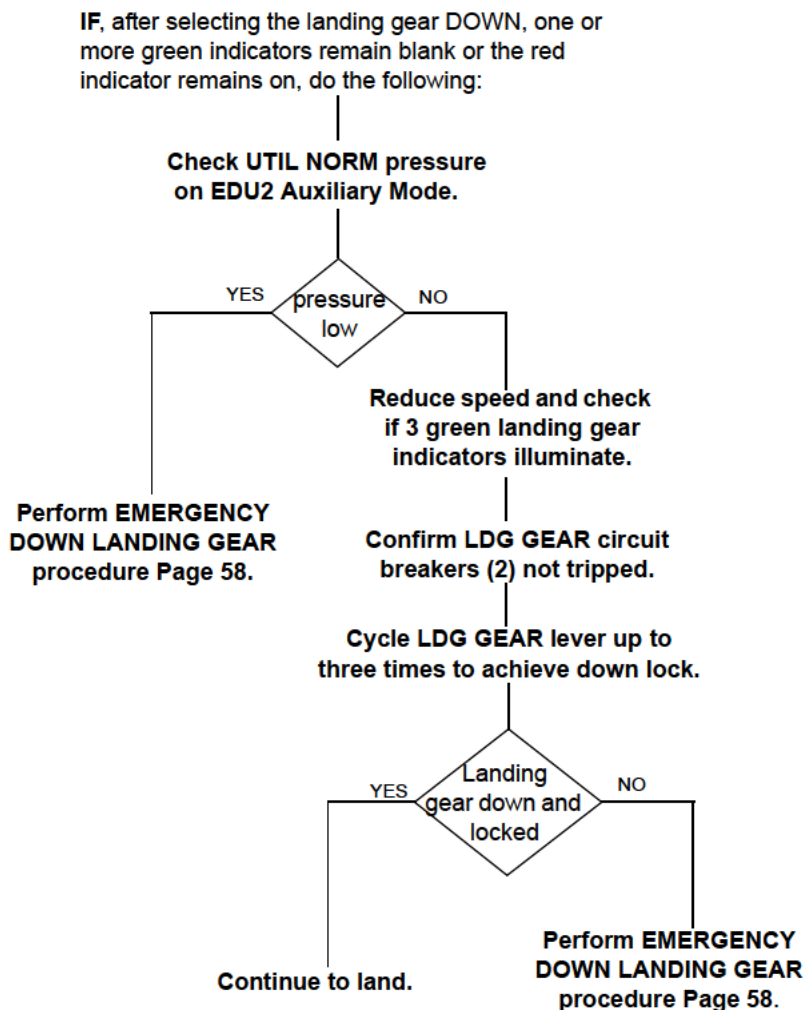 IF, after selecting the landing gear DOWN, one or
more green indicators remain blank or the red
indicator remains on, do the following:
Check UTIL NORM pressure
on EDU2 Auxiliary Mode.
YES
pressure
low
NO
Reduce speed and check
if 3 green landing gear
indicators illuminate.
Perform EMERGENCY
DOWN LANDING GEAR
procedure Page 58.
Confirm LDG GEAR circuit
breakers (2) not tripped.
Cycle LDG GEAR lever up to
three times to achieve down lock.
YES
Landing
gear down and
locked
NO
Continue to land.
Perform EMERGENCY
DOWN LANDING GEAR
procedure Page 58.